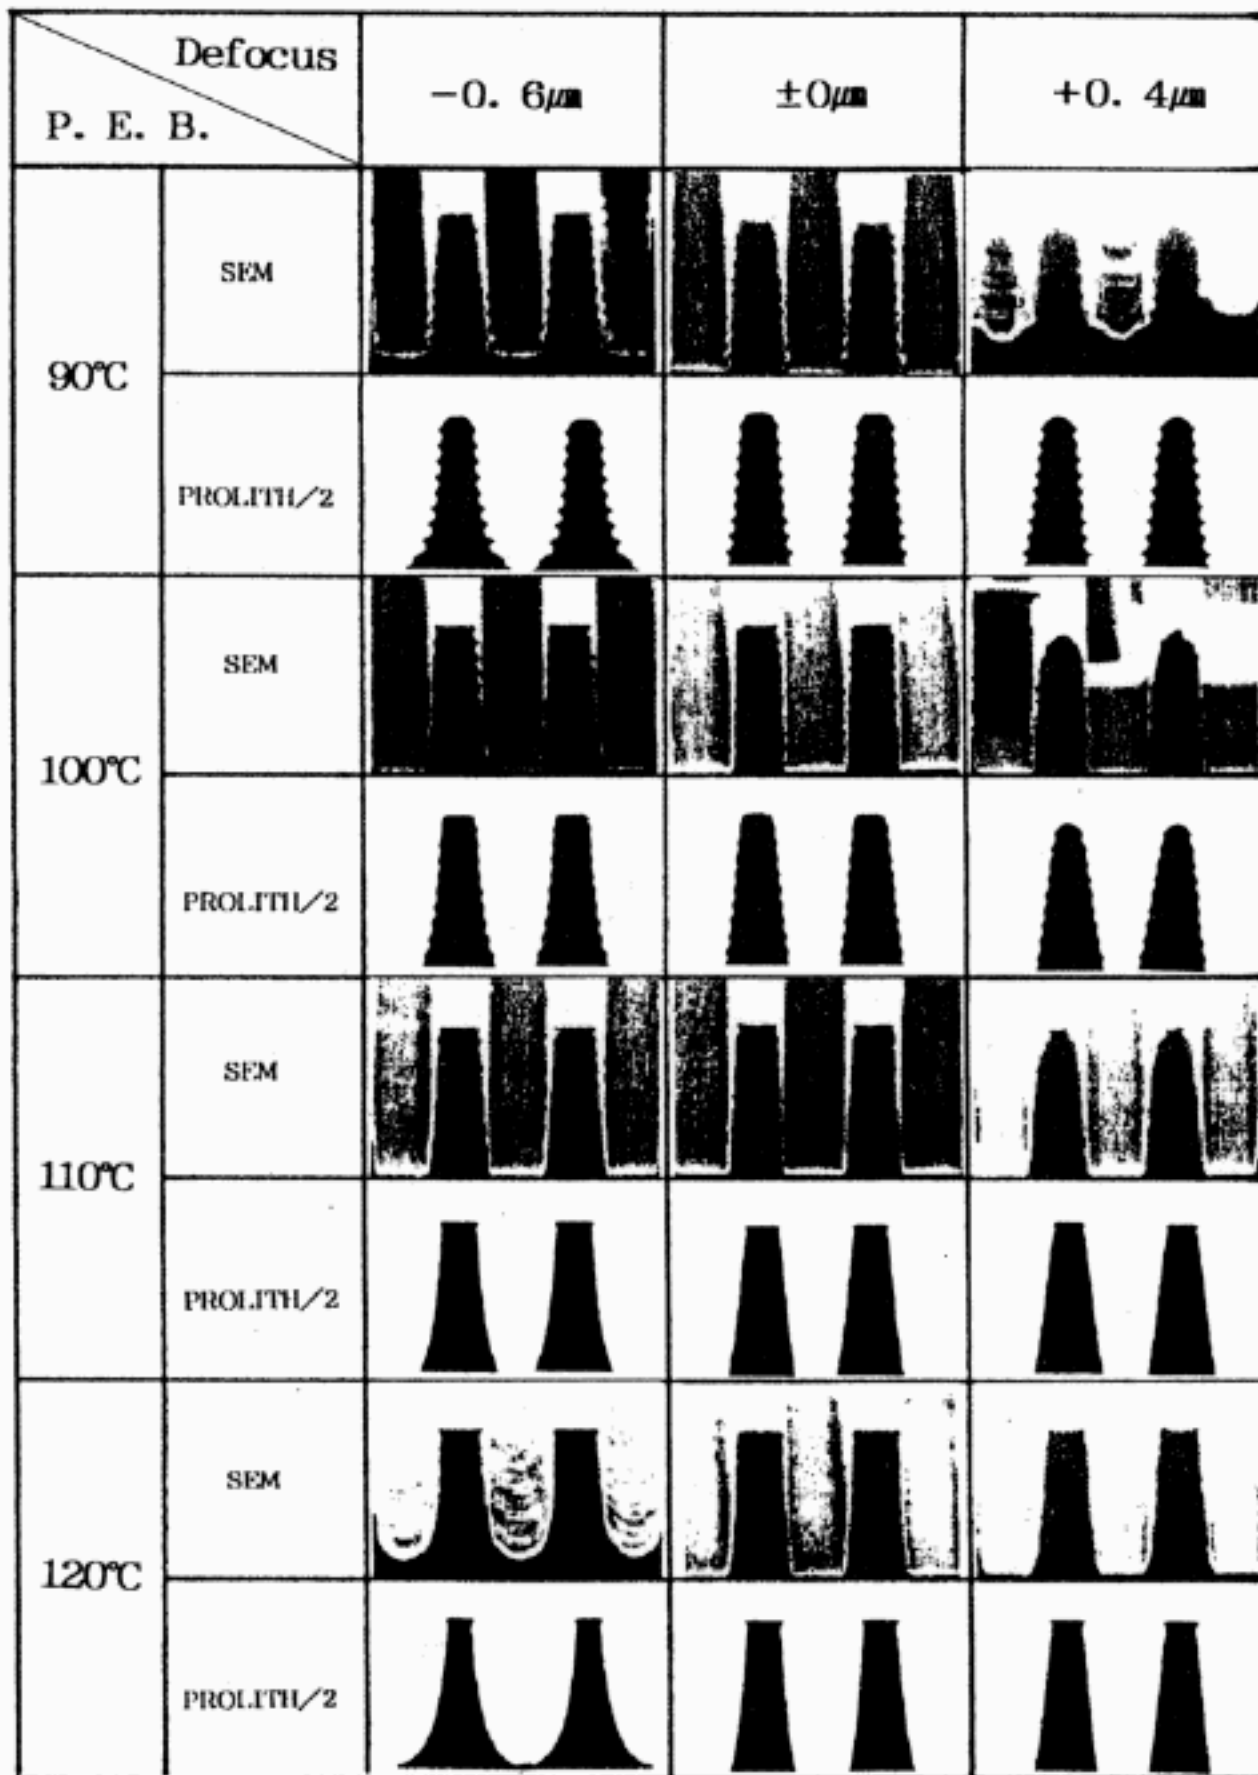 Defocus
P. E. B.
−0. 6㎛
±0㎛
+0. 4㎛
90℃
SEM
PROLITH/2
100℃
SEM
PROLITH/2
110℃
SEM
PROLITH/2
120℃
SEM
PROLITH/2